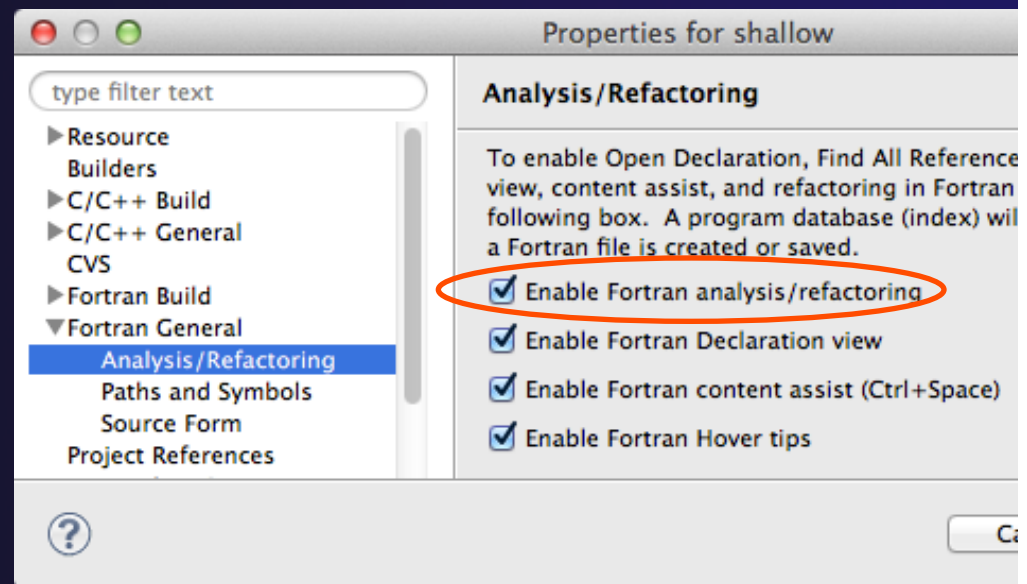 Properties for shallow
type filter text
Resource
Builders
C/C++ Build
C/C++ General
CVS
Fortran Build
Fortran General
Analysis/Refactoring
Paths and Symbols
Source Form
Project References
Analysis/Refactoring
To enable Open Declaration, Find All Reference
view, content assist, and refactoring in Fortran
following box. A program database (index) wil
a Fortran file is created or saved.
Enable Fortran analysis/refactoring
Enable Fortran Declaration view
Enable Fortran content assist (Ctrl+Space)
Enable Fortran Hover tips
?
Ca